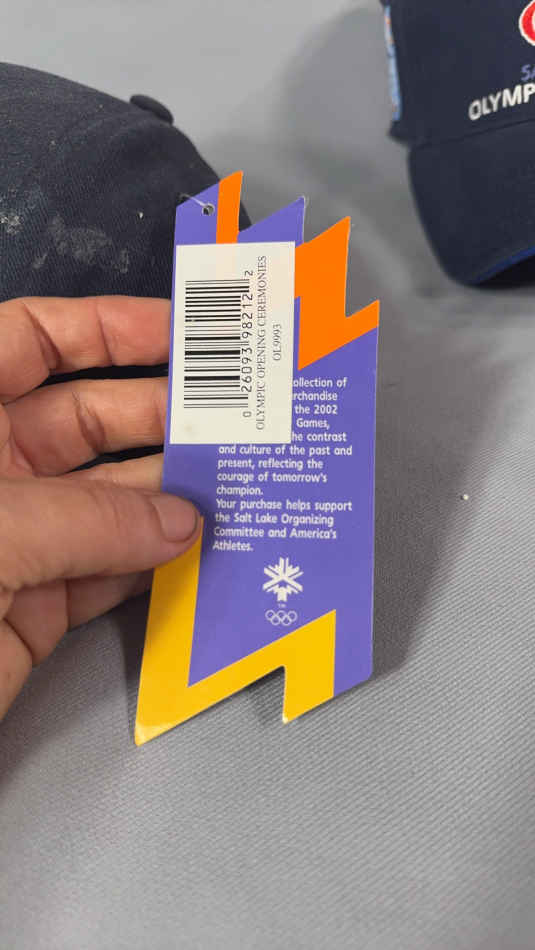 OLYMP
0 26093 98212 2
OLYMPIC OPENING CEREMONIES
OL9993
ollection of
rchandise
the 2002
Games,
he contrast
and culture of the past and
present, reflecting the
courage of tomorrow's
champion.
Your purchase helps support
the Salt Lake Organizing
Committee and America's
Athletes.
TM